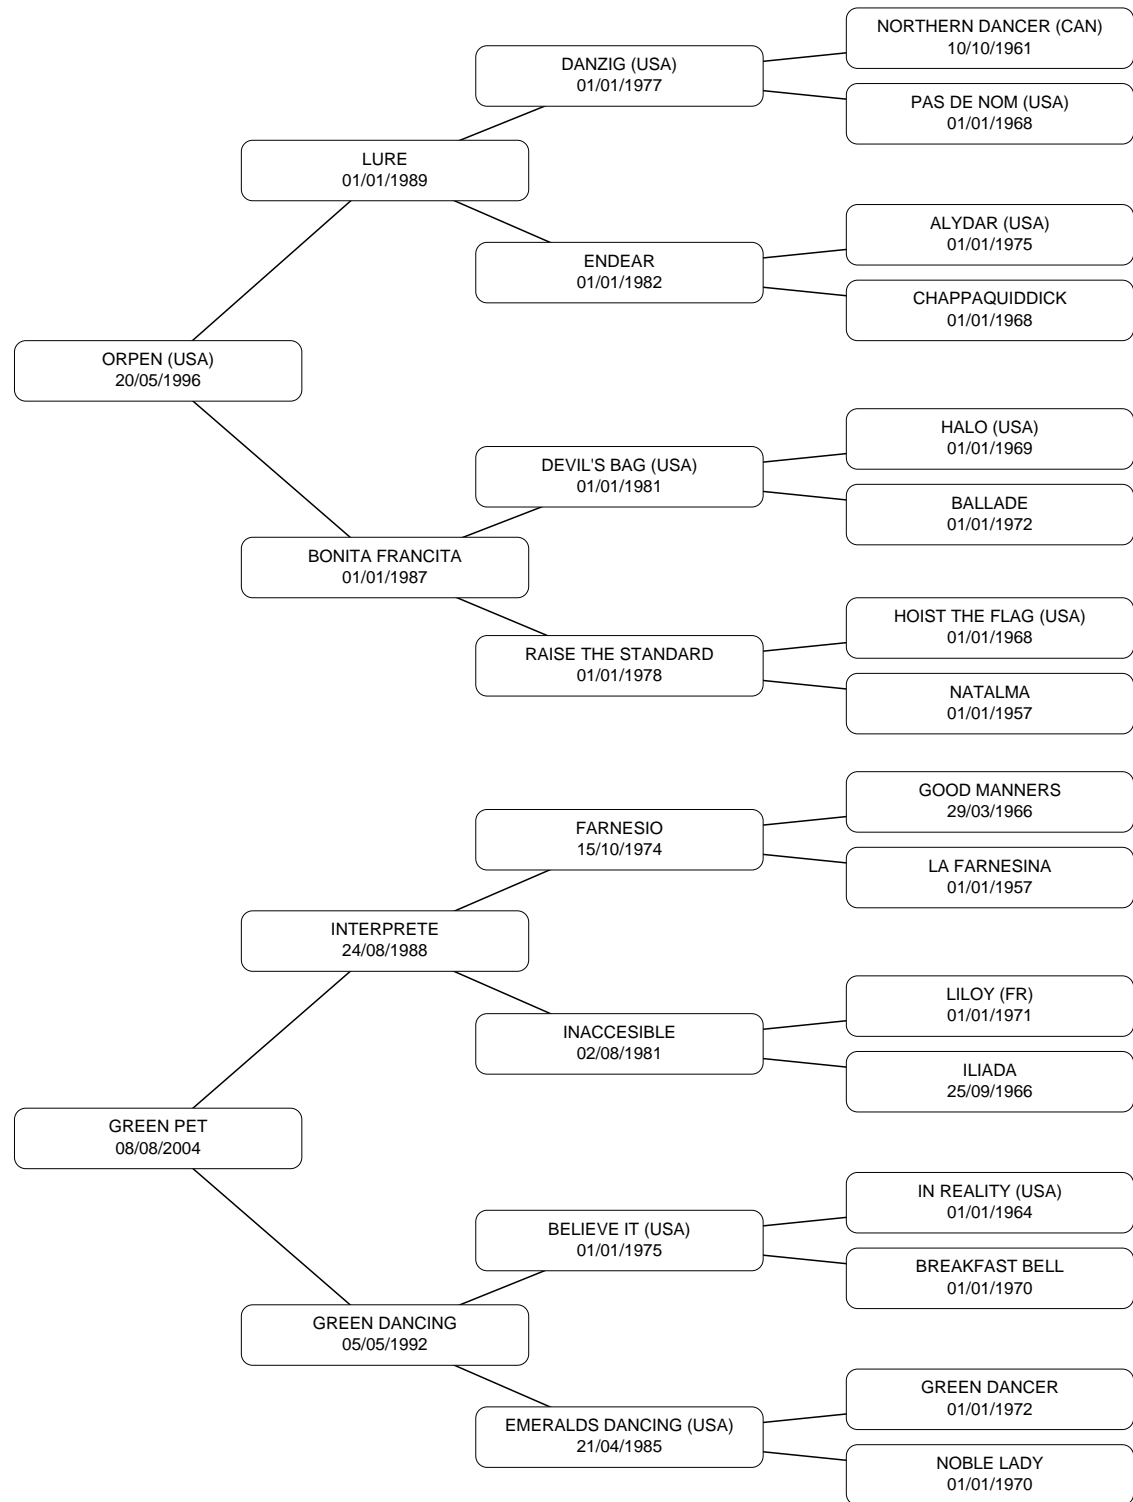 NORTHERN DANCER (CAN)
10/10/1961
DANZIG (USA)
01/01/1977
PAS DE NOM (USA)
01/01/1968
LURE
01/01/1989
ALYDAR (USA)
01/01/1975
ENDEAR
01/01/1982
CHAPPAQUIDDICK
01/01/1968
ORPEN (USA)
20/05/1996
HALO (USA)
01/01/1969
DEVIL'S BAG (USA)
01/01/1981
BALLADE
01/01/1972
BONITA FRANCITA
01/01/1987
HOIST THE FLAG (USA)
01/01/1968
RAISE THE STANDARD
01/01/1978
NATALMA
01/01/1957
GOOD MANNERS
29/03/1966
FARNESIO
15/10/1974
LA FARNESINA
01/01/1957
INTERPRETE
24/08/1988
LILOY (FR)
01/01/1971
INACCESIBLE
02/08/1981
ILIADA
25/09/1966
GREEN PET
08/08/2004
IN REALITY (USA)
01/01/1964
BELIEVE IT (USA)
01/01/1975
BREAKFAST BELL
01/01/1970
GREEN DANCING
05/05/1992
GREEN DANCER
01/01/1972
EMERALDS DANCING (USA)
21/04/1985
NOBLE LADY
01/01/1970